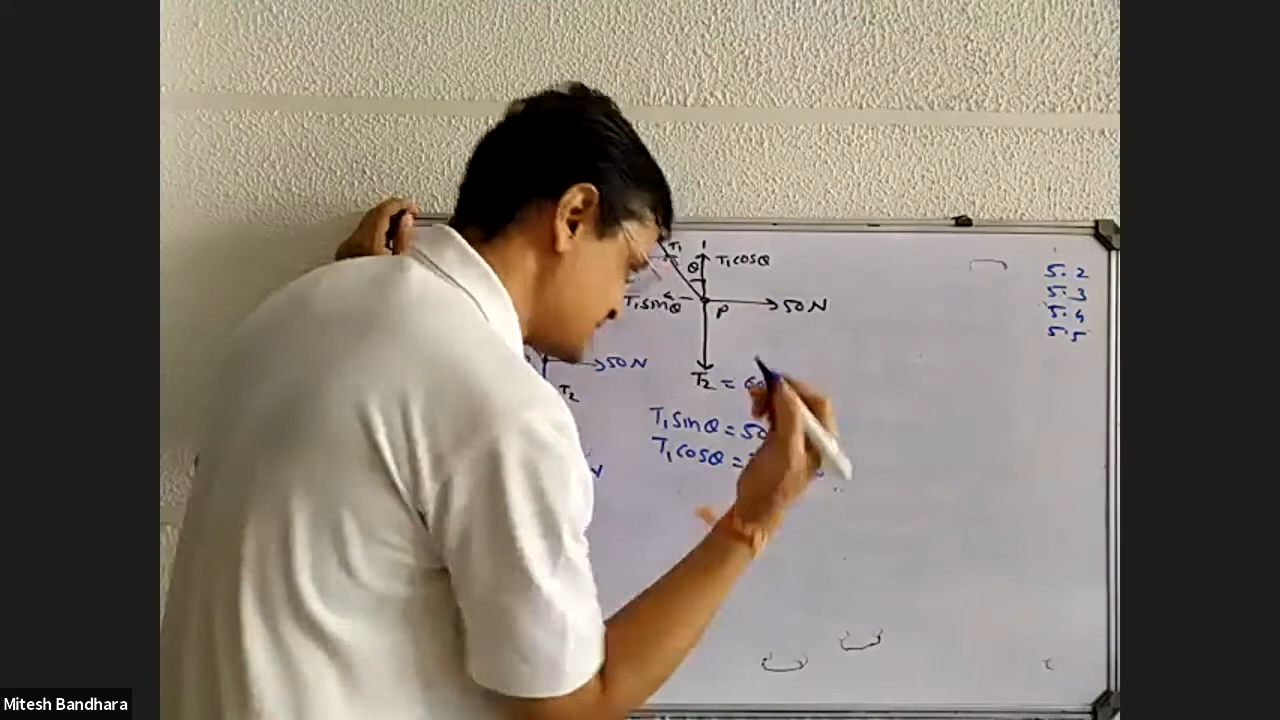 T₁
θ
T₁cosθ
T₁sinθ
P
50N
50N
T₂ =
T₂
T₁sinθ = 50
T₁cosθ =
N
5.2
5.3
5.4
5.5
Mitesh Bandhara